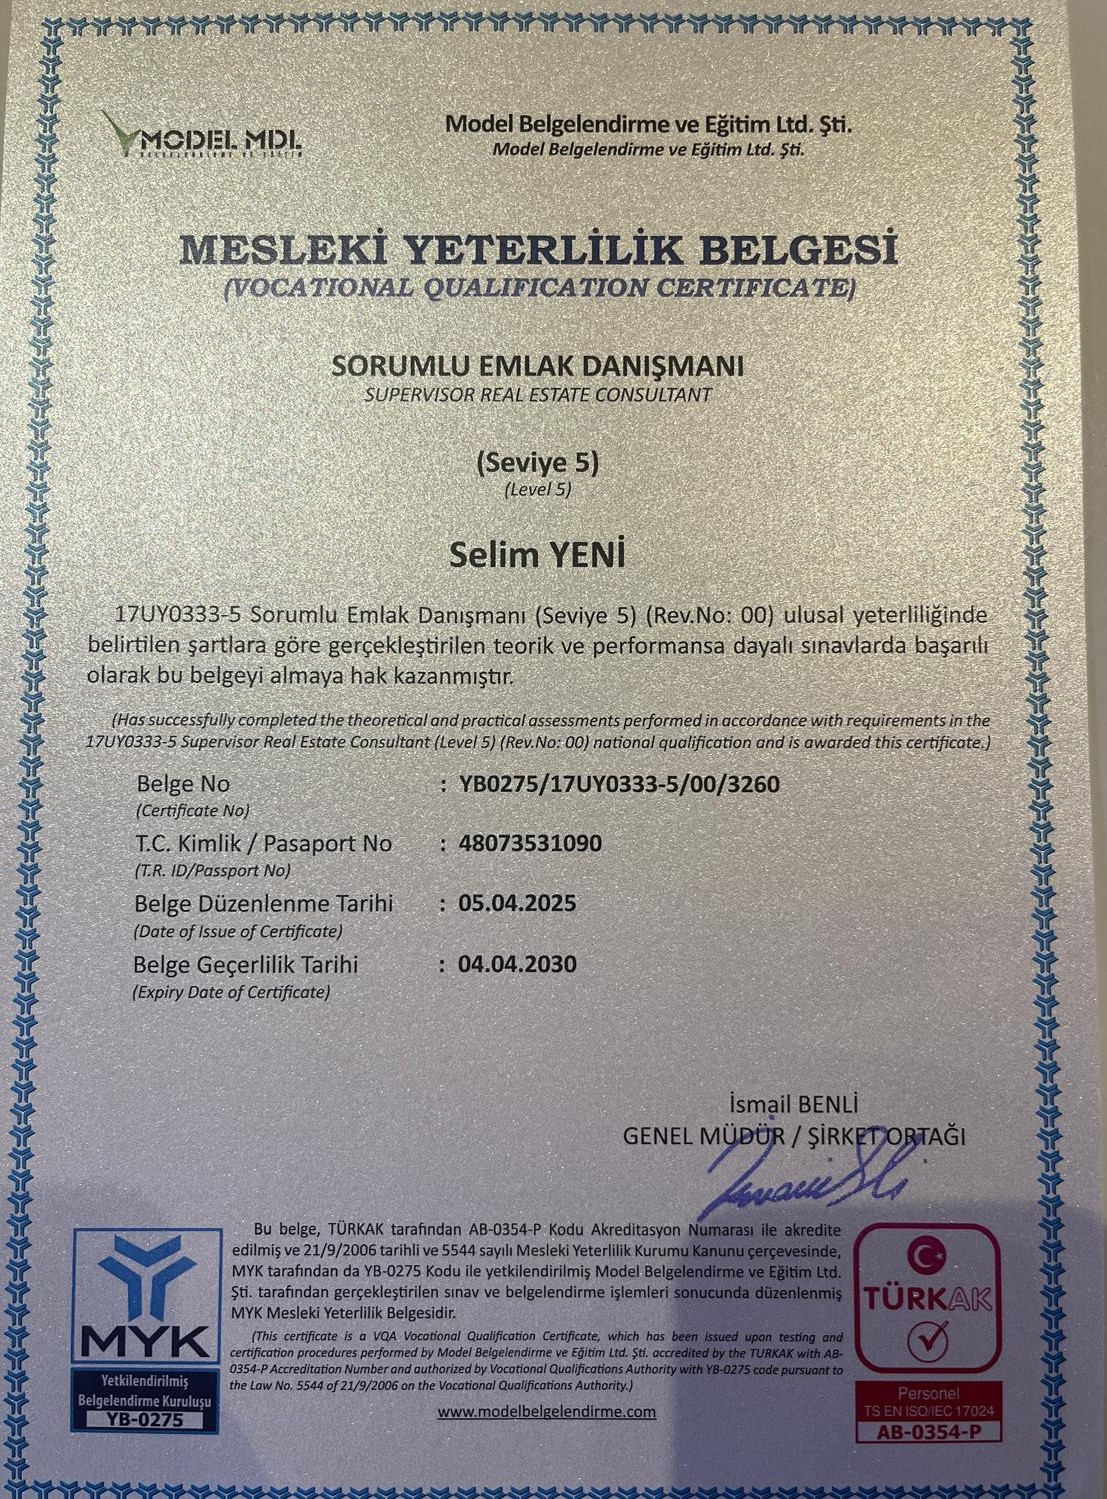 MODEL MDL
BELGELENDİRME VE EĞİTİM
Model Belgelendirme ve Eğitim Ltd. Şti.
Model Belgelendirme ve Eğitim Ltd. Şti.
MESLEKİ YETERLİLİK BELGESİ
(VOCATIONAL QUALIFICATION CERTIFICATE)
SORUMLU EMLAK DANIŞMANI
SUPERVISOR REAL ESTATE CONSULTANT
(Seviye 5)
(Level 5)
Selim YENİ
17UY0333-5 Sorumlu Emlak Danışmanı (Seviye 5) (Rev.No: 00) ulusal yeterliliğinde
belirtilen şartlara göre gerçekleştirilen teorik ve performansa dayalı sınavlarda başarılı
olarak bu belgeyi almaya hak kazanmıştır.
(Has successfully completed the theoretical and practical assessments performed in accordance with requirements in the
17UY0333-5 Supervisor Real Estate Consultant (Level 5) (Rev.No: 00) national qualification and is awarded this certificate.)
Belge No : YB0275/17UY0333-5/00/3260
(Certificate No)
T.C. Kimlik / Pasaport No : 48073531090
(T.R. ID/Passport No)
Belge Düzenlenme Tarihi : 05.04.2025
(Date of Issue of Certificate)
Belge Geçerlilik Tarihi : 04.04.2030
(Expiry Date of Certificate)
İsmail BENLİ
GENEL MÜDÜR / ŞİRKET ORTAĞI
Bu belge, TÜRKAK tarafından AB-0354-P Kodu Akreditasyon Numarası ile akredite
edilmiş ve 21/9/2006 tarihli ve 5544 sayılı Mesleki Yeterlilik Kurumu Kanunu çerçevesinde,
MYK tarafından da YB-0275 Kodu ile yetkilendirilmiş Model Belgelendirme ve Eğitim Ltd.
Şti. tarafından gerçekleştirilen sınav ve belgelendirme işlemleri sonucunda düzenlenmiş
MYK Mesleki Yeterlilik Belgesidir.
(This certificate is a VQA Vocational Qualification Certificate, which has been issued upon testing and
certification procedures performed by Model Belgelendirme ve Eğitim Ltd. Şti. accredited by the TURKAK with AB-
0354-P Accreditation Number and authorized by Vocational Qualifications Authority with YB-0275 code pursuant to
the Law No. 5544 of 21/9/2006 on the Vocational Qualifications Authority.)
www.modelbelgelendirme.com
MYK
Yetkilendirilmiş
Belgelendirme Kuruluşu
YB-0275
TÜRKAK
Personel
TS EN ISO/IEC 17024
AB-0354-P